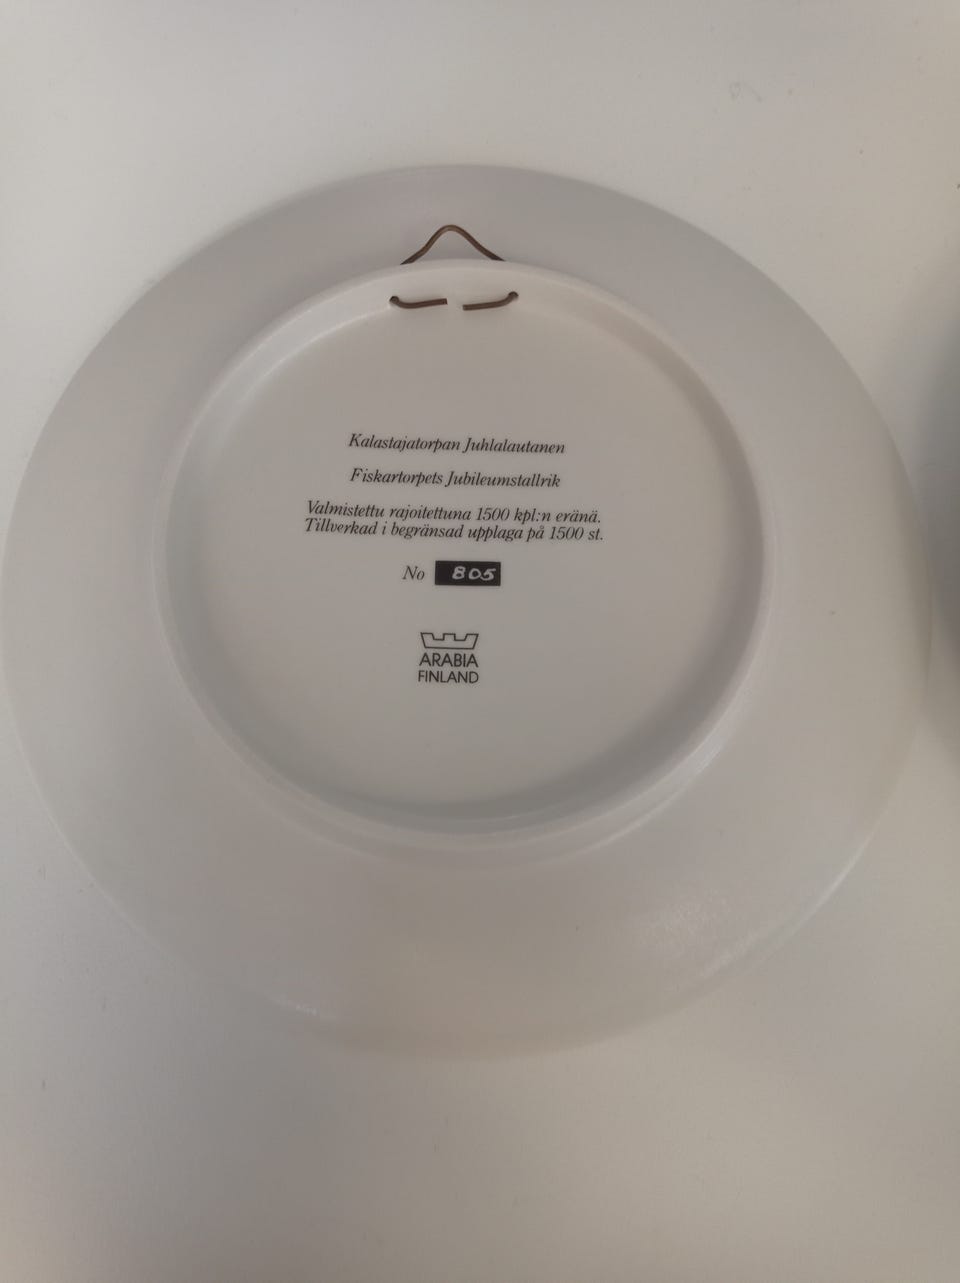 Kalastajatorpan Juhlalautanen
Fiskartorpets Jubileumstallrik
Valmistettu rajoitettuna 1500 kpl:n eränä.
Tillverkad i begränsad upplaga på 1500 st.
No 805
ARABIA
FINLAND